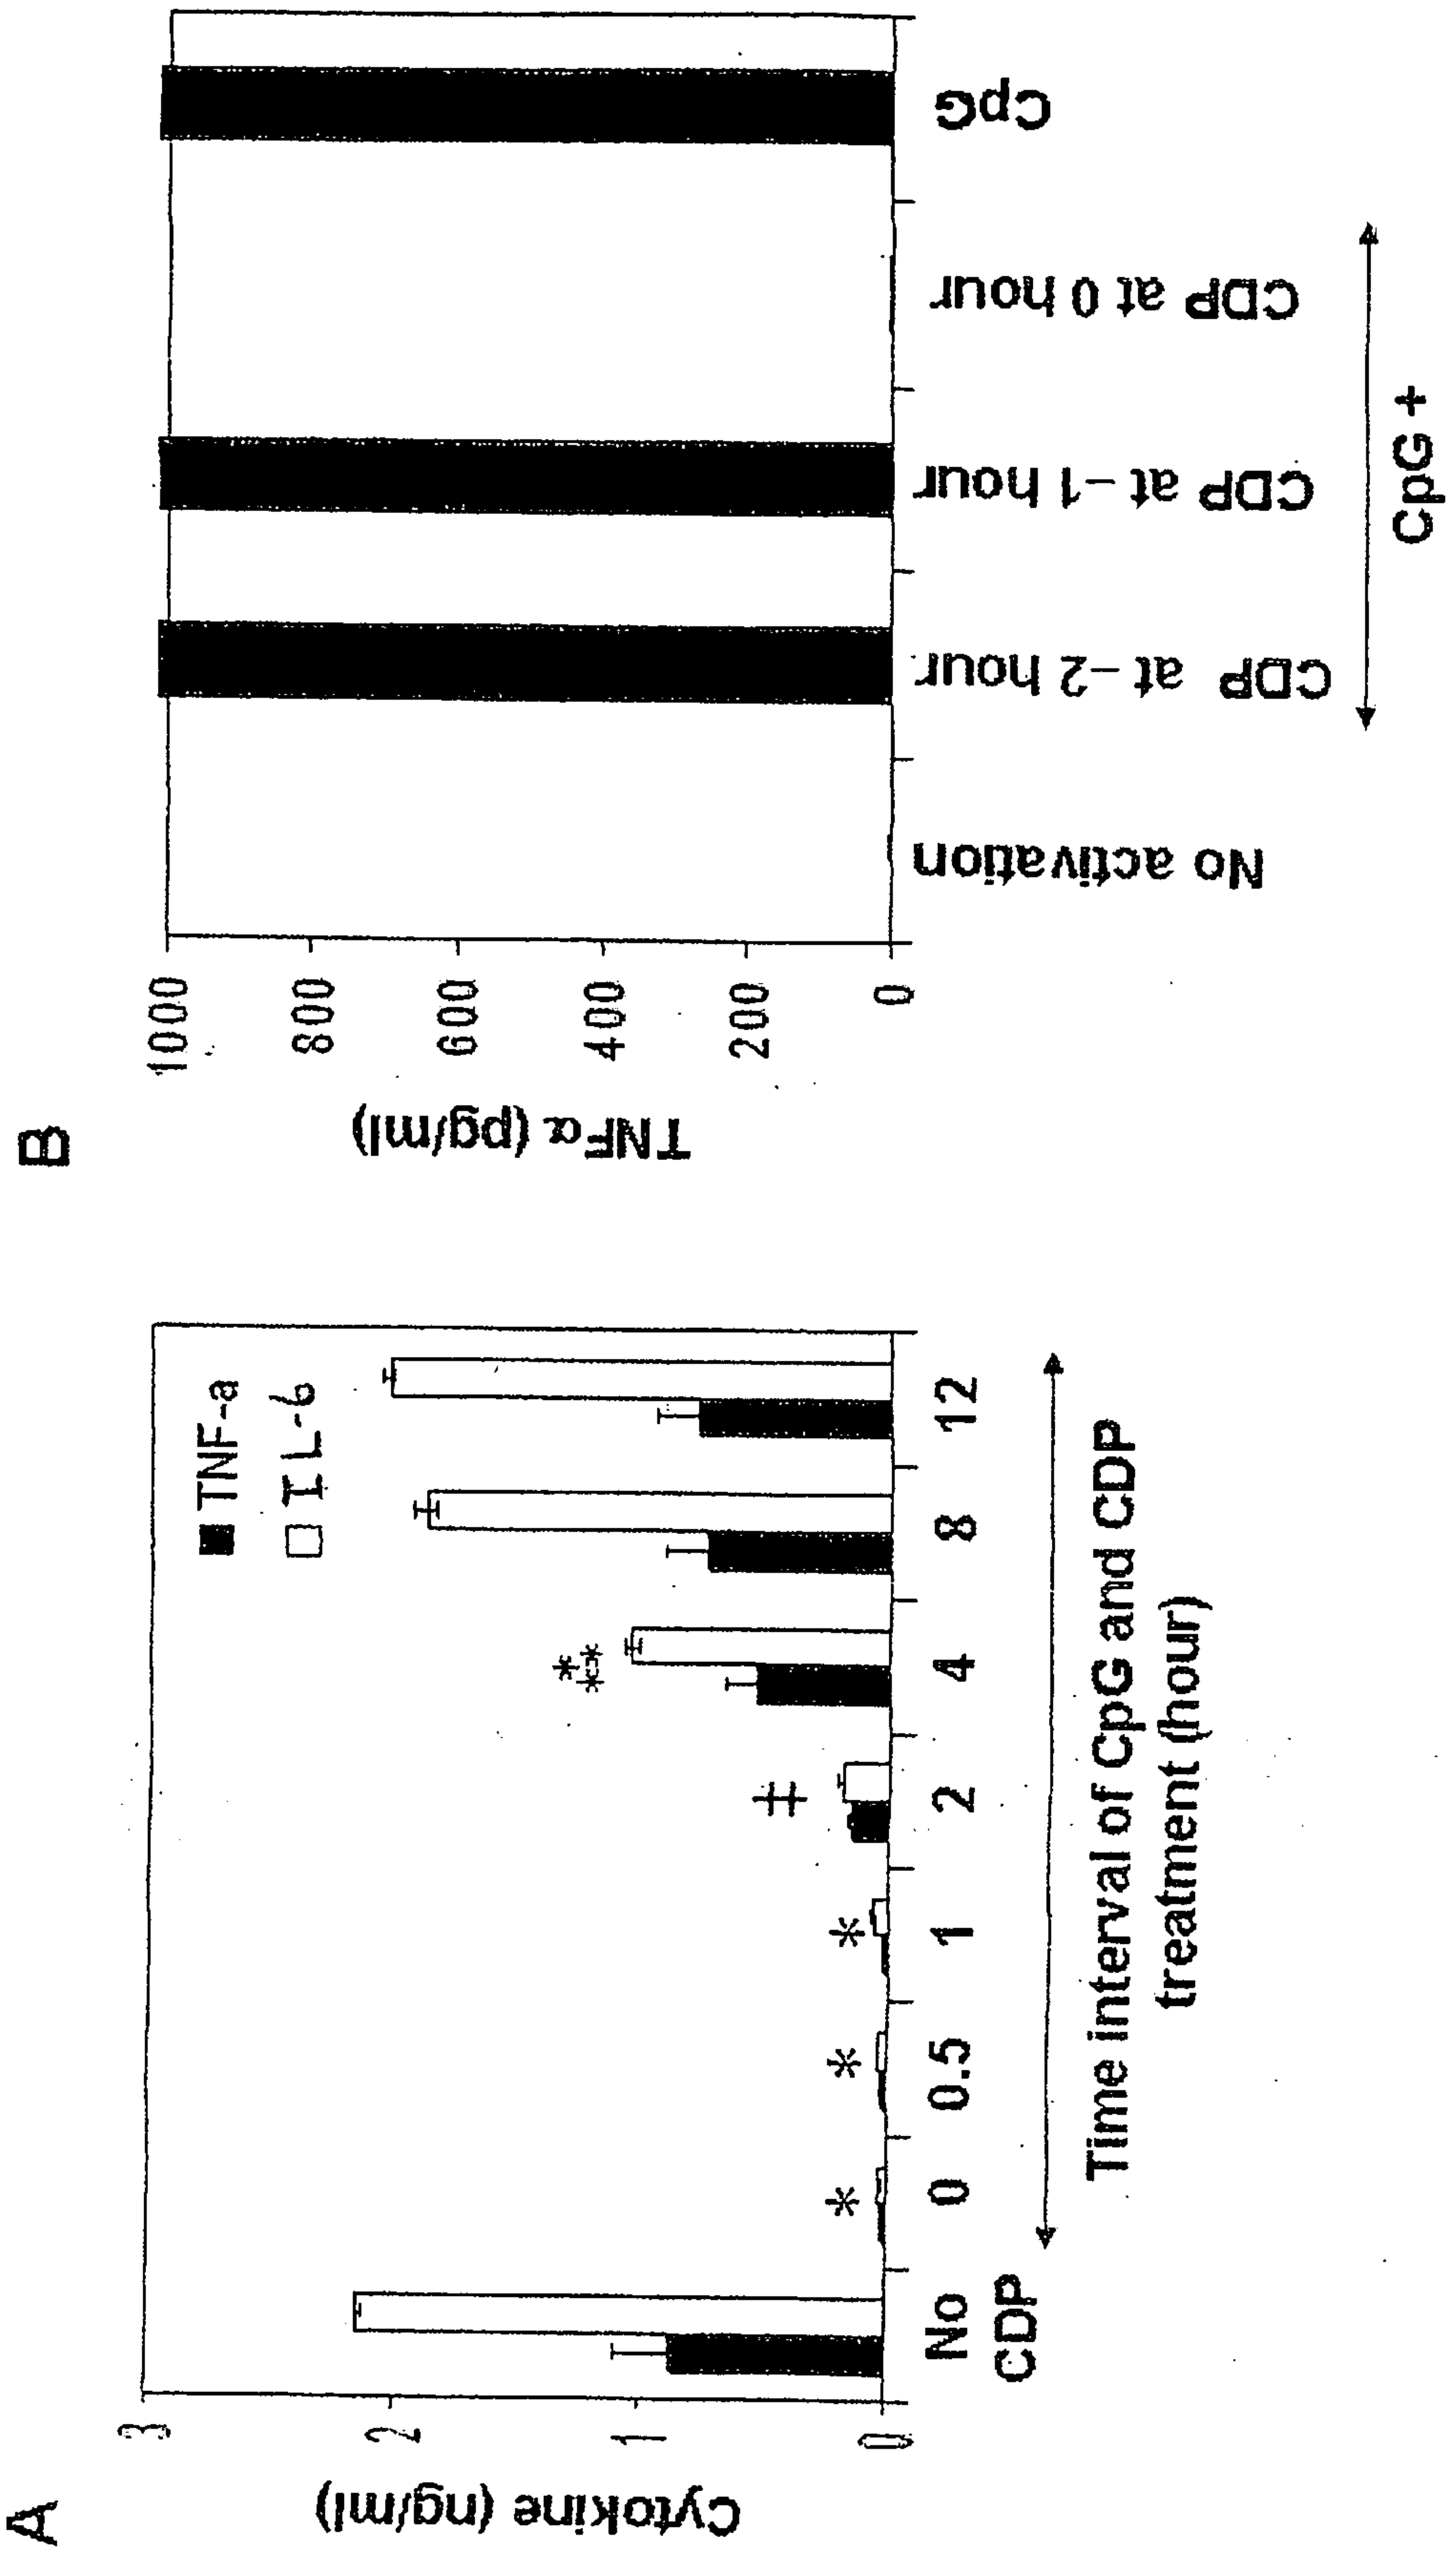 A
Cytokine (ng/ml)
3
2
1
0
TNF-a
IL-6
*
*
*
‡
***
No
CDP
0
0.5
1
2
4
8
12
Time interval of CpG and CDP
treatment (hour)
B
TNFα (pg/ml)
1000
800
600
400
200
0
No activation
CDP at -2 hour
CDP at -1 hour
CDP at 0 hour
CpG
CpG +